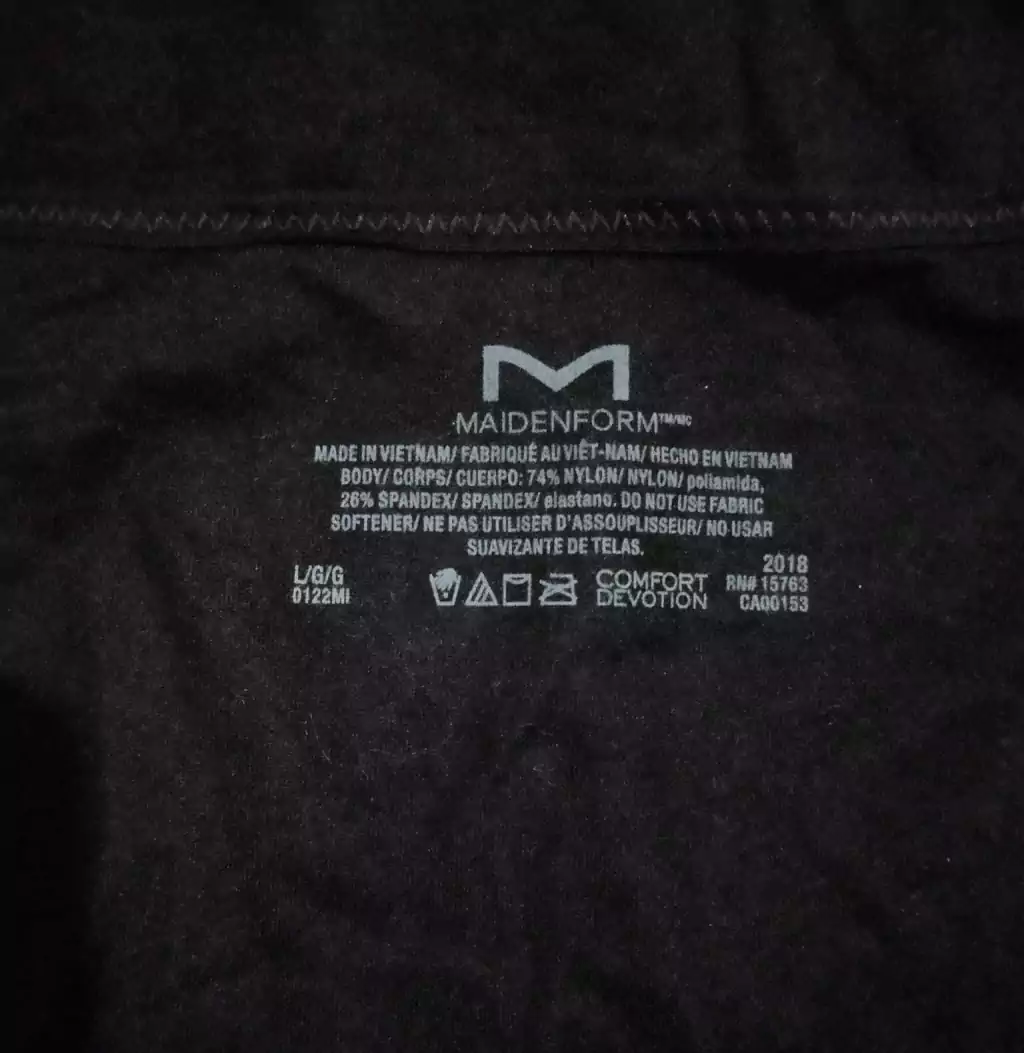 M
MAIDENFORM™/MC
MADE IN VIETNAM/ FABRIQUÉ AU VIÊT-NAM/ HECHO EN VIETNAM
BODY/ CORPS/ CUERPO: 74% NYLON/ NYLON/ poliamida,
26% SPANDEX/ SPANDEX/ elastano. DO NOT USE FABRIC
SOFTENER/ NE PAS UTILISER D'ASSOUPLISSEUR/ NO USAR
SUAVIZANTE DE TELAS.
L/G/G
0122MI
COMFORT
DEVOTION
2018
RN# 15763
CA00153